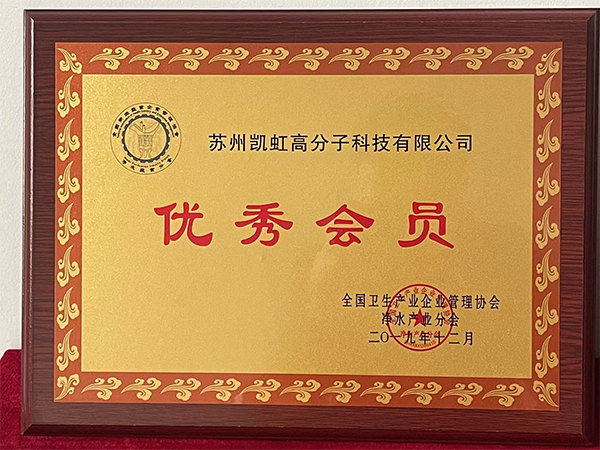 苏州凯虹高分子科技有限公司
优秀会员
全国卫生产业企业管理协会
净水产业分会
二〇一九年十二月